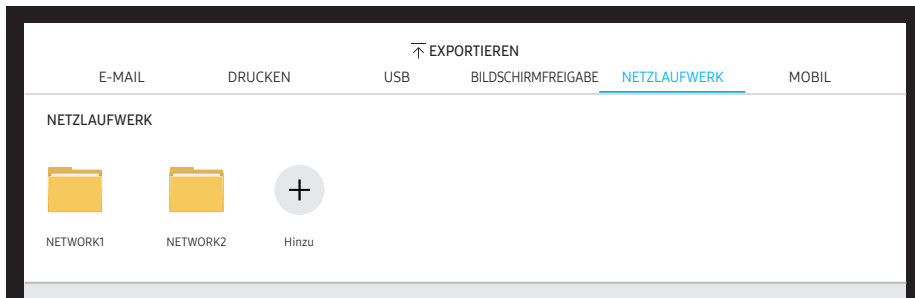 EXPORTIEREN
E-MAIL DRUCKEN USB BILDSCHIRMFREIGABE NETZLAUFWERK MOBIL
NETZLAUFWERK
NETWORK1 NETWORK2 Hinzu